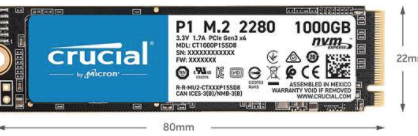 crucial
by Micron
P1 M.2 2280 1000GB
3.3V 1.7A PCIe Gen3 x4
nvm
EXPRESS
MDL: CT1000P1SSD8
SN: XXXXXXXXXXXX
FW: XXXXXXX
R-R-MU2-CTXXXP1SSD8
CAN ICES-3(B)/NMB-3(B)
ASSEMBLED IN MEXICO
WARRANTY VOID IF REMOVED
WWW.CRUCIAL.COM
22mm
80mm